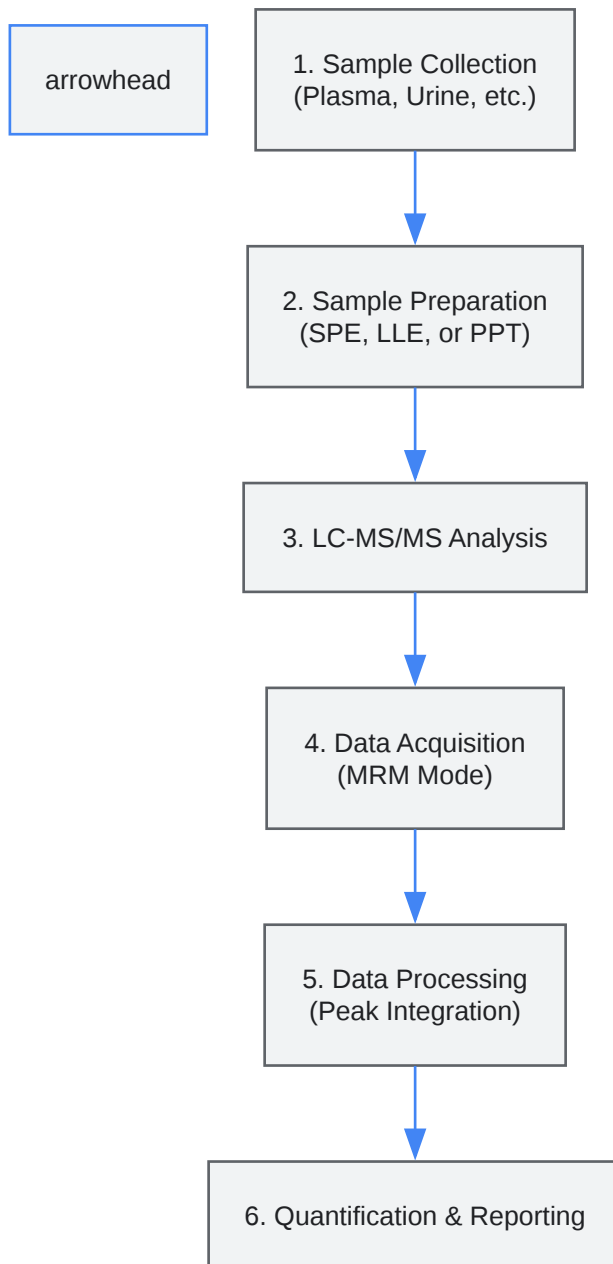 arrowhead
1. Sample Collection
(Plasma, Urine, etc.)
2. Sample Preparation
(SPE, LLE, or PPT)
3. LC-MS/MS Analysis
4. Data Acquisition
(MRM Mode)
5. Data Processing
(Peak Integration)
6. Quantification & Reporting